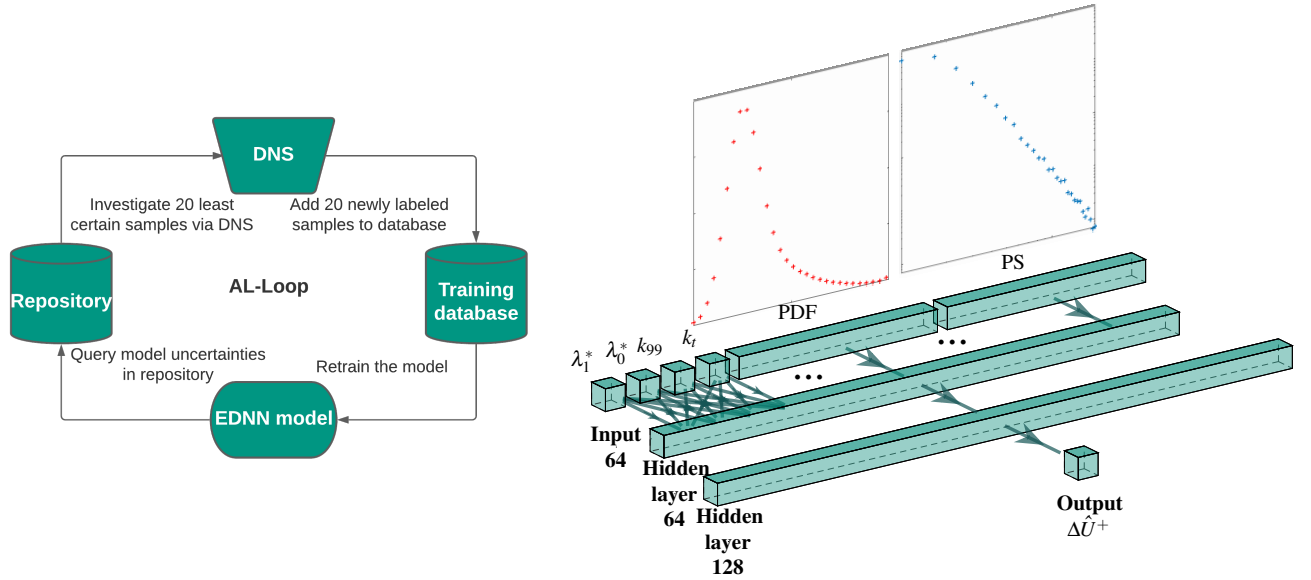 DNS
Investigate 20 least
certain samples via DNS
Add 20 newly labeled
samples to database
Repository
AL-Loop
Training
database
Query model uncertainties
in repository
Retrain the model
EDNN model
PDF
PS
λ₁* λ₀* k₉₉ kₜ
...
...
Input
64
Hidden
layer
64
Hidden
layer
128
Output
ΔÛ⁺